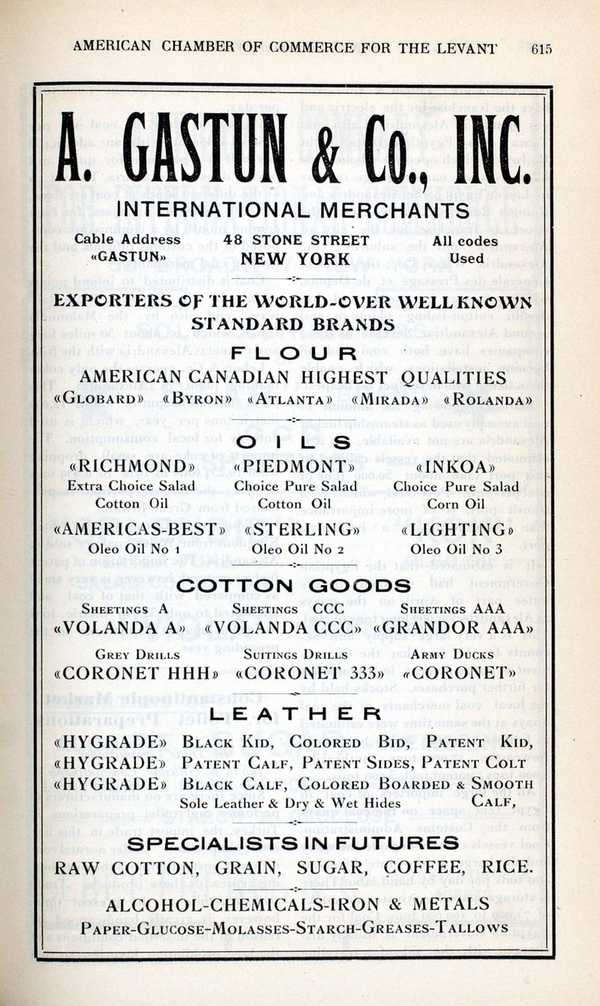 AMERICAN CHAMBER OF COMMERCE FOR THE LEVANT 615
A. GASTUN & Co., INC.
INTERNATIONAL MERCHANTS
Cable Address 48 STONE STREET All codes
«GASTUN» NEW YORK Used
EXPORTERS OF THE WORLD-OVER WELL KNOWN
STANDARD BRANDS
FLOUR
AMERICAN CANADIAN HIGHEST QUALITIES
«GLOBARD» «BYRON» «ATLANTA» «MIRADA» «ROLANDA»
OILS
«RICHMOND» «PIEDMONT» «INKOA»
Extra Choice Salad Choice Pure Salad Choice Pure Salad
Cotton Oil Cotton Oil Corn Oil
«AMERICAS-BEST» «STERLING» «LIGHTING»
Oleo Oil No 1 Oleo Oil No 2 Oleo Oil No 3
COTTON GOODS
SHEETINGS A SHEETINGS CCC SHEETINGS AAA
«VOLANDA A» «VOLANDA CCC» «GRANDOR AAA»
GREY DRILLS SUITINGS DRILLS ARMY DUCKS
«CORONET HHH» «CORONET 333» «CORONET»
LEATHER
«HYGRADE» BLACK KID, COLORED BID, PATENT KID,
«HYGRADE» PATENT CALF, PATENT SIDES, PATENT COLT
«HYGRADE» BLACK CALF, COLORED BOARDED & SMOOTH
Sole Leather & Dry & Wet Hides CALF,
SPECIALISTS IN FUTURES
RAW COTTON, GRAIN, SUGAR, COFFEE, RICE.
ALCOHOL-CHEMICALS-IRON & METALS
PAPER-GLUCOSE-MOLASSES-STARCH-GREASES-TALLOWS